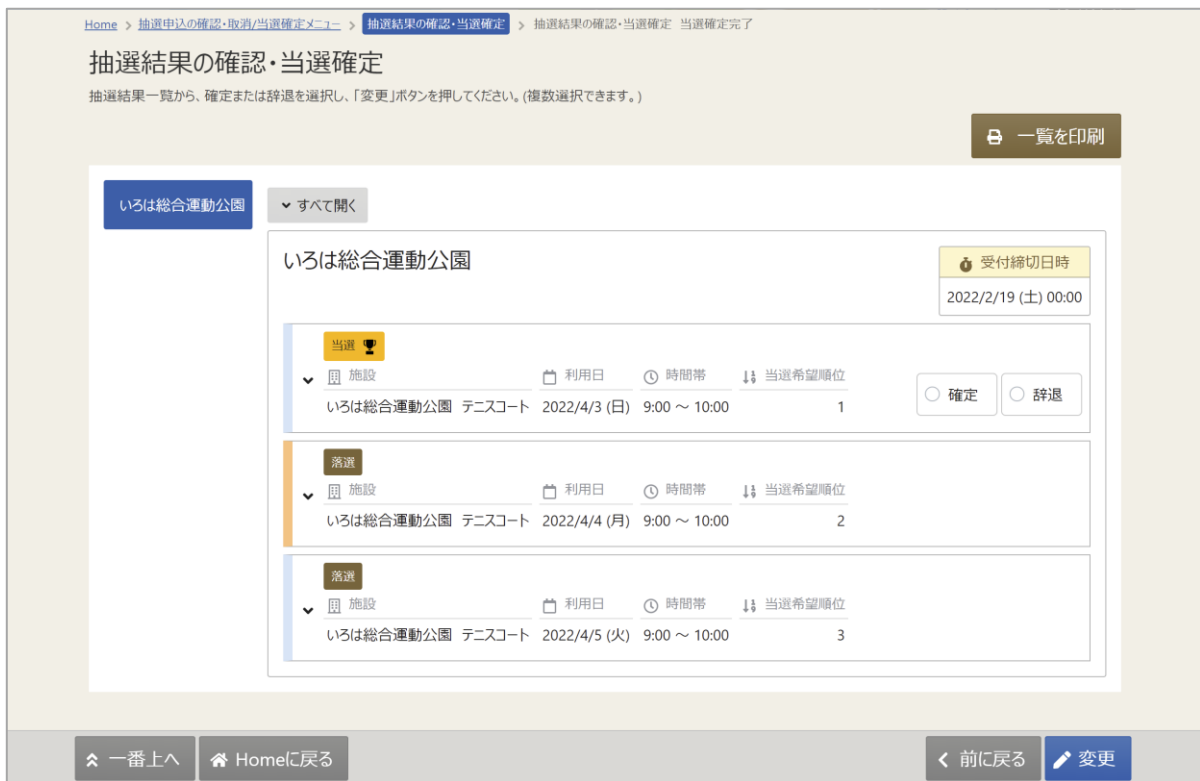 Home > 抽選申込の確認・取消/当選確定メニュー > 抽選結果の確認・当選確定 > 抽選結果の確認・当選確定 当選確定完了
抽選結果の確認・当選確定
抽選結果一覧から、確定または辞退を選択し、「変更」ボタンを押してください。(複数選択できます。)
一覧を印刷
いろは総合運動公園
すべて開く
いろは総合運動公園
受付締切日時
2022/2/19 (土) 00:00
当選
施設 利用日 時間帯 当選希望順位
いろは総合運動公園 テニスコート 2022/4/3 (日) 9:00 ～ 10:00 1
確定 辞退
落選
施設 利用日 時間帯 当選希望順位
いろは総合運動公園 テニスコート 2022/4/4 (月) 9:00 ～ 10:00 2
落選
施設 利用日 時間帯 当選希望順位
いろは総合運動公園 テニスコート 2022/4/5 (火) 9:00 ～ 10:00 3
一番上へ Homeに戻る 前に戻る 変更